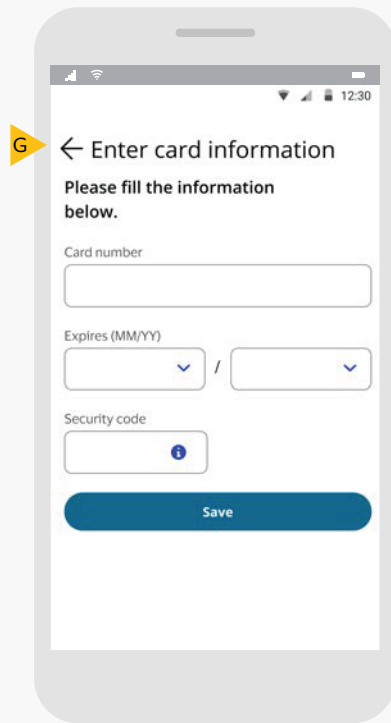 12:30
G
Enter card information
Please fill the information
below.
Card number
Expires (MM/YY)
/
Security code
Save